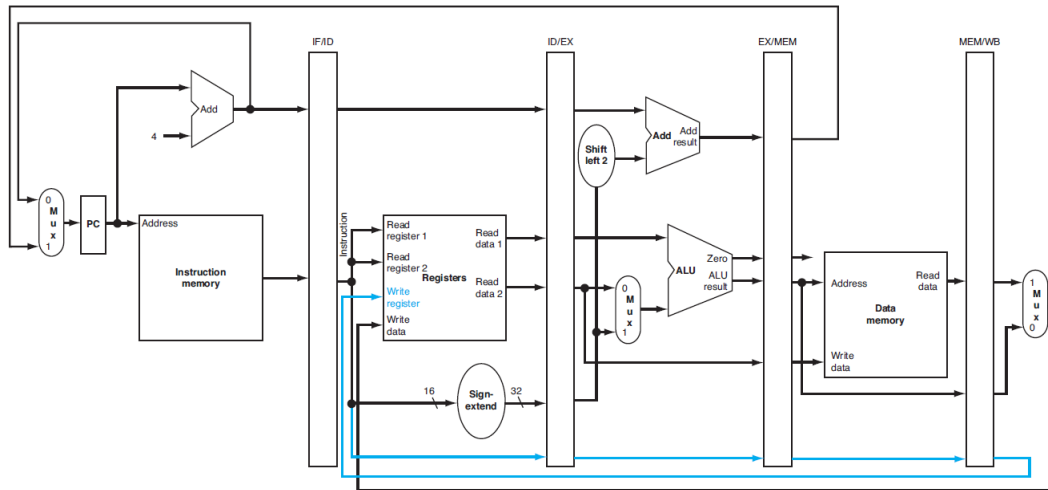 IF/ID
ID/EX
EX/MEM
MEM/WB
Add
4
Shift
left 2
Add
Add
result
0
M
u
x
1
PC
Address
Instruction
memory
Instruction
Read
register 1
Read
register 2
Write
register
Write
data
Registers
Read
data 1
Read
data 2
16
Sign-
extend
32
0
M
u
x
1
ALU
Zero
ALU
result
Address
Write
data
Read
data
Data
memory
1
M
u
x
0